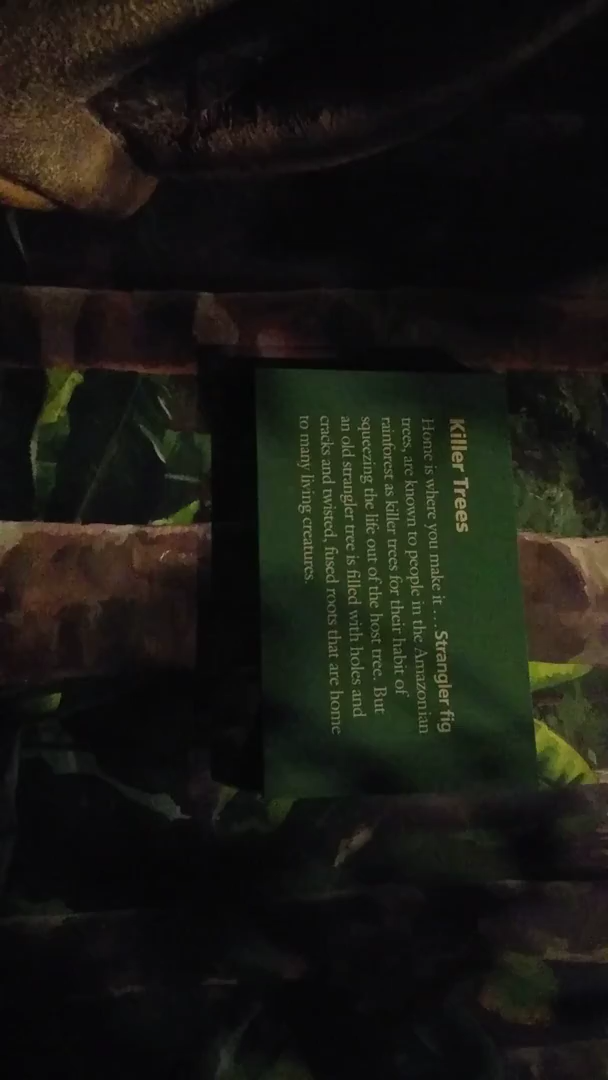 Killer Trees
Home is where you make it . . . Strangler fig
trees, are known to people in the Amazonian
rainforest as killer trees for their habit of
squeezing the life out of the host tree. But
an old strangler tree is filled with holes and
cracks and twisted, fused roots that are home
to many living creatures.